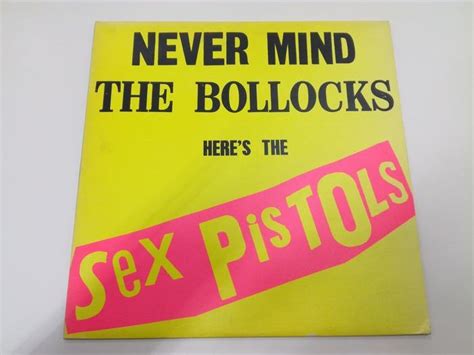 NEVER MIND
THE BOLLOCKS
HERE'S THE
Sex PisTOls